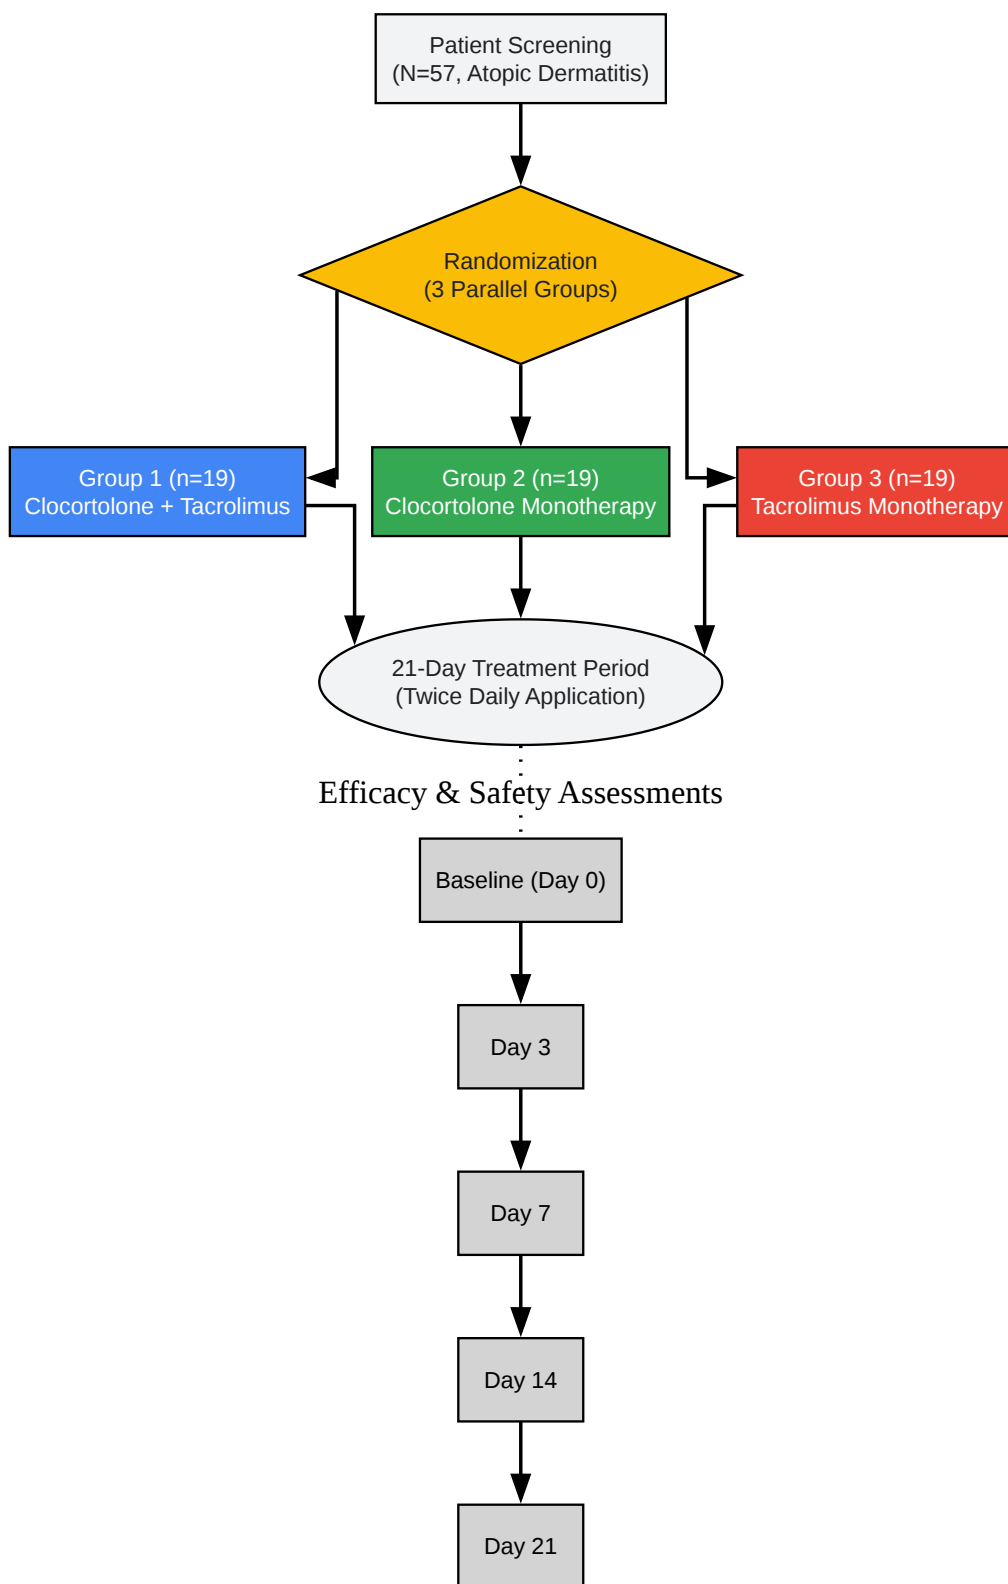 Patient Screening
(N=57, Atopic Dermatitis)
Randomization
(3 Parallel Groups)
Group 1 (n=19)
Clocortolone + Tacrolimus
Group 2 (n=19)
Clocortolone Monotherapy
Group 3 (n=19)
Tacrolimus Monotherapy
21-Day Treatment Period
(Twice Daily Application)
Efficacy & Safety Assessments
Baseline (Day 0)
Day 3
Day 7
Day 14
Day 21